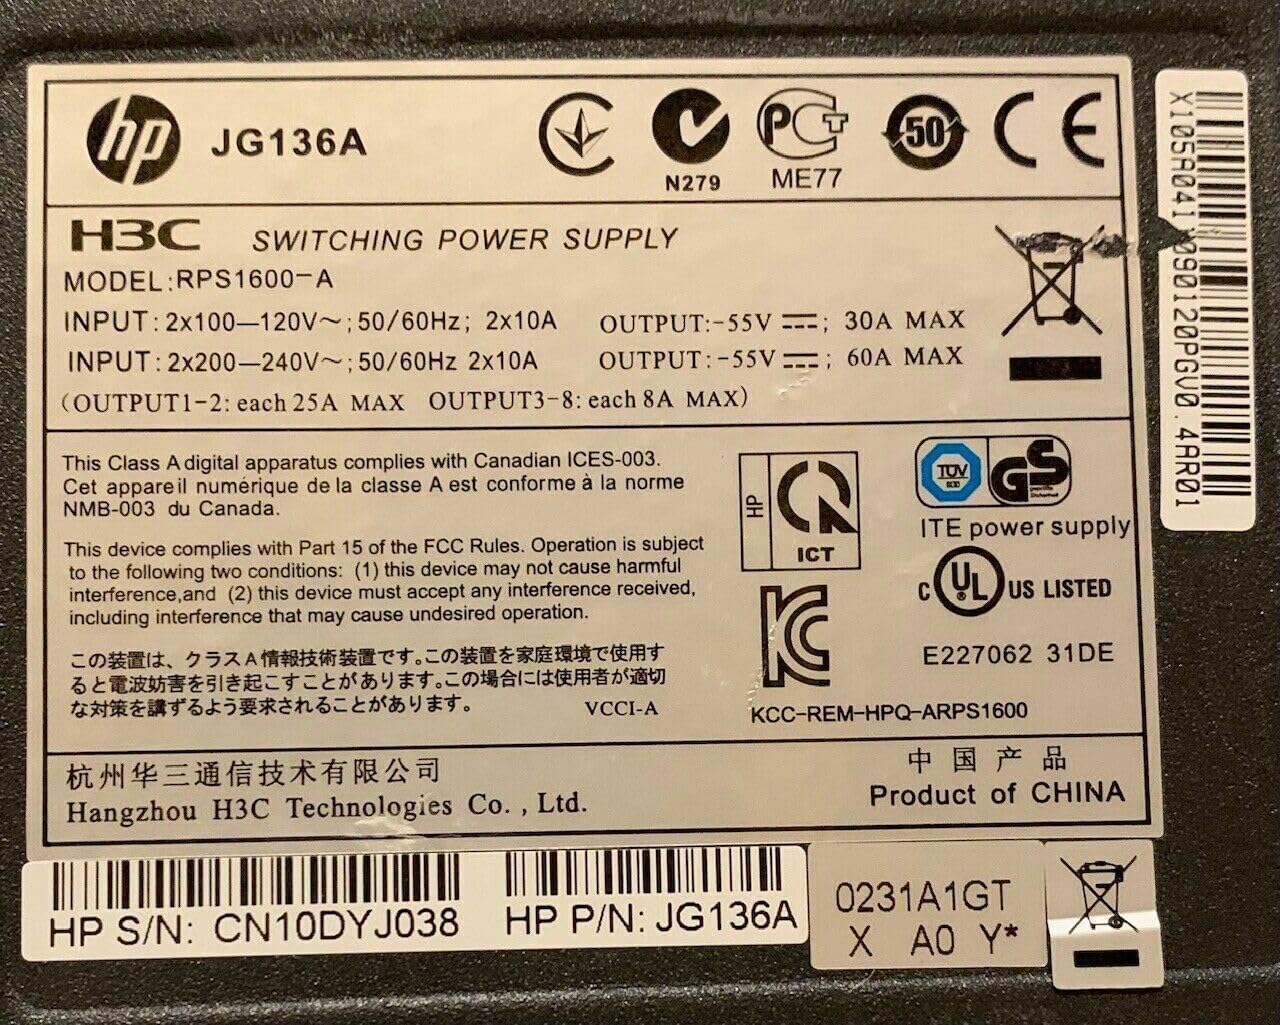 hp JG136A
N279
PCT
ME77
50
CE
H3C SWITCHING POWER SUPPLY
MODEL:RPS1600-A
INPUT: 2x100—120V～; 50/60Hz; 2x10A OUTPUT:-55V ⎓; 30A MAX
INPUT: 2x200—240V～; 50/60Hz 2x10A OUTPUT: -55V ⎓; 60A MAX
(OUTPUT1-2: each 25A MAX OUTPUT3-8: each 8A MAX)
This Class A digital apparatus complies with Canadian ICES-003.
Cet appareil numérique de la classe A est conforme à la norme
NMB-003 du Canada.
This device complies with Part 15 of the FCC Rules. Operation is subject
to the following two conditions: (1) this device may not cause harmful
interference,and (2) this device must accept any interference received,
including interference that may cause undesired operation.
この装置は、クラスA情報技術装置です。この装置を家庭環境で使用す
ると電波妨害を引き起こすことがあります。この場合には使用者が適切
な対策を講ずるよう要求されることがあります。 VCCI-A
HP
ICT
KC
KCC-REM-HPQ-ARPS1600
TÜV
GS
ITE power supply
C UL US LISTED
E227062 31DE
杭州华三通信技术有限公司
Hangzhou H3C Technologies Co. , Ltd.
中国产品
Product of CHINA
HP S/N: CN10DYJ038
HP P/N: JG136A
0231A1GT
X A0 Y*